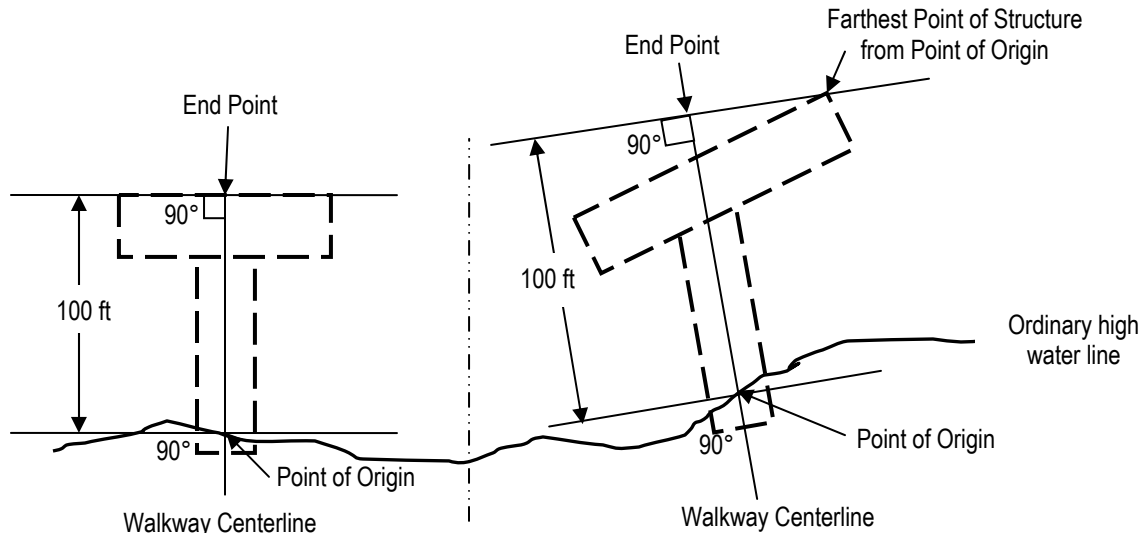 Farthest Point of Structure
from Point of Origin
End Point
End Point
90°
90°
100 ft
100 ft
Ordinary high
water line
90°
90°
Point of Origin
Point of Origin
Walkway Centerline
Walkway Centerline